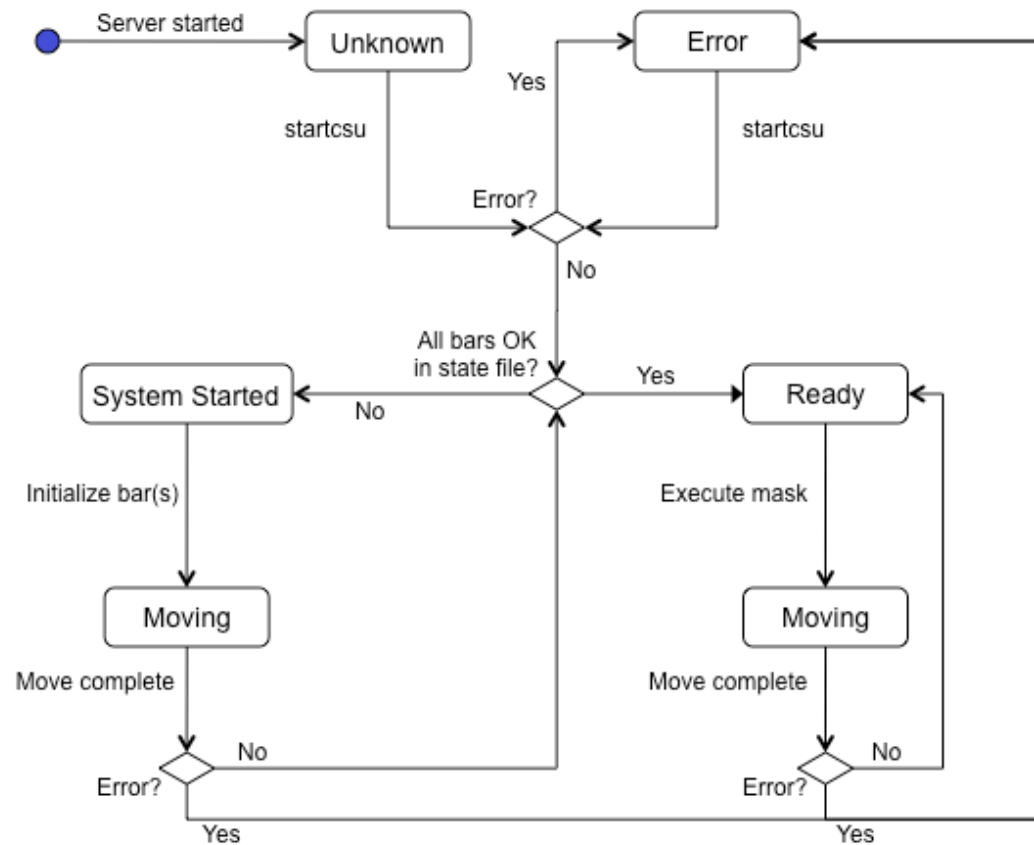 Server started
Unknown
Error
Yes
startcsu
startcsu
Error?
No
All bars OK
in state file?
System Started
No
Yes
Ready
Initialize bar(s)
Execute mask
Moving
Moving
Move complete
Move complete
No
No
Error?
Error?
Yes
Yes